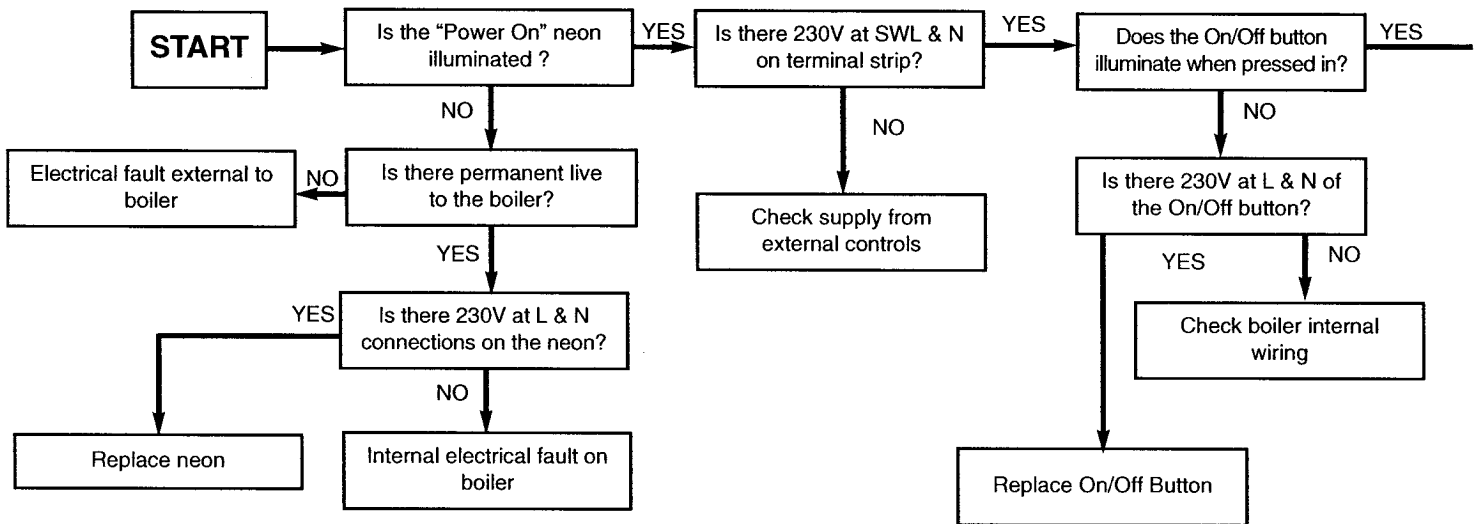 START
Is the “Power On” neon
illuminated ?
YES
Is there 230V at SWL & N
on terminal strip?
YES
Does the On/Off button
illuminate when pressed in?
YES
NO
NO
NO
Electrical fault external to
boiler
NO
Is there permanent live
to the boiler?
Check supply from
external controls
Is there 230V at L & N of
the On/Off button?
YES
YES
NO
YES
Is there 230V at L & N
connections on the neon?
Check boiler internal
wiring
NO
Replace neon
Internal electrical fault on
boiler
Replace On/Off Button